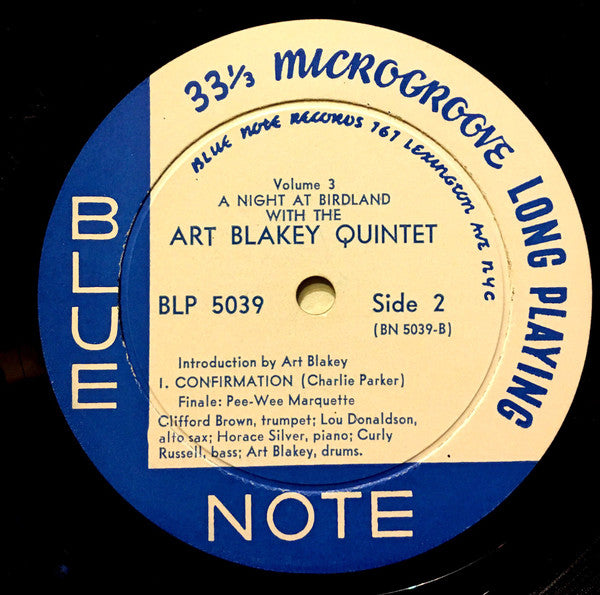 33⅓ MICROGROOVE LONG PLAYING
BLUE NOTE RECORDS 767 LEXINGTON AVE NYC
Volume 3
A NIGHT AT BIRDLAND
WITH THE
ART BLAKEY QUINTET
BLP 5039 Side 2
(BN 5039-B)
Introduction by Art Blakey
1. CONFIRMATION (Charlie Parker)
Finale: Pee-Wee Marquette
Clifford Brown, trumpet; Lou Donaldson,
alto sax; Horace Silver, piano; Curly
Russell, bass; Art Blakey, drums.
BLUE
NOTE